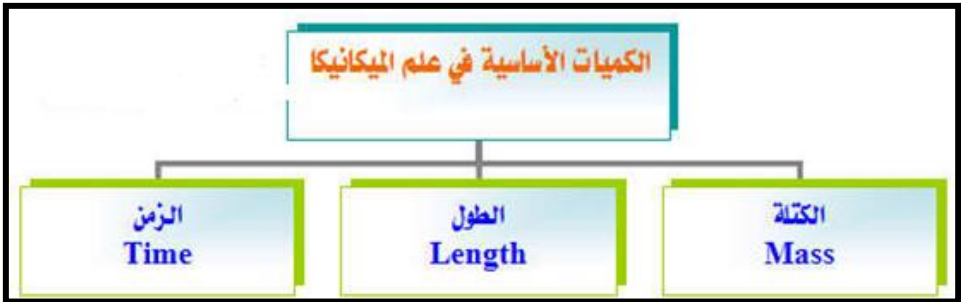 الكميات الأساسية في علم الميكانيكا
الكتلة
Mass
الطول
Length
الزمن
Time